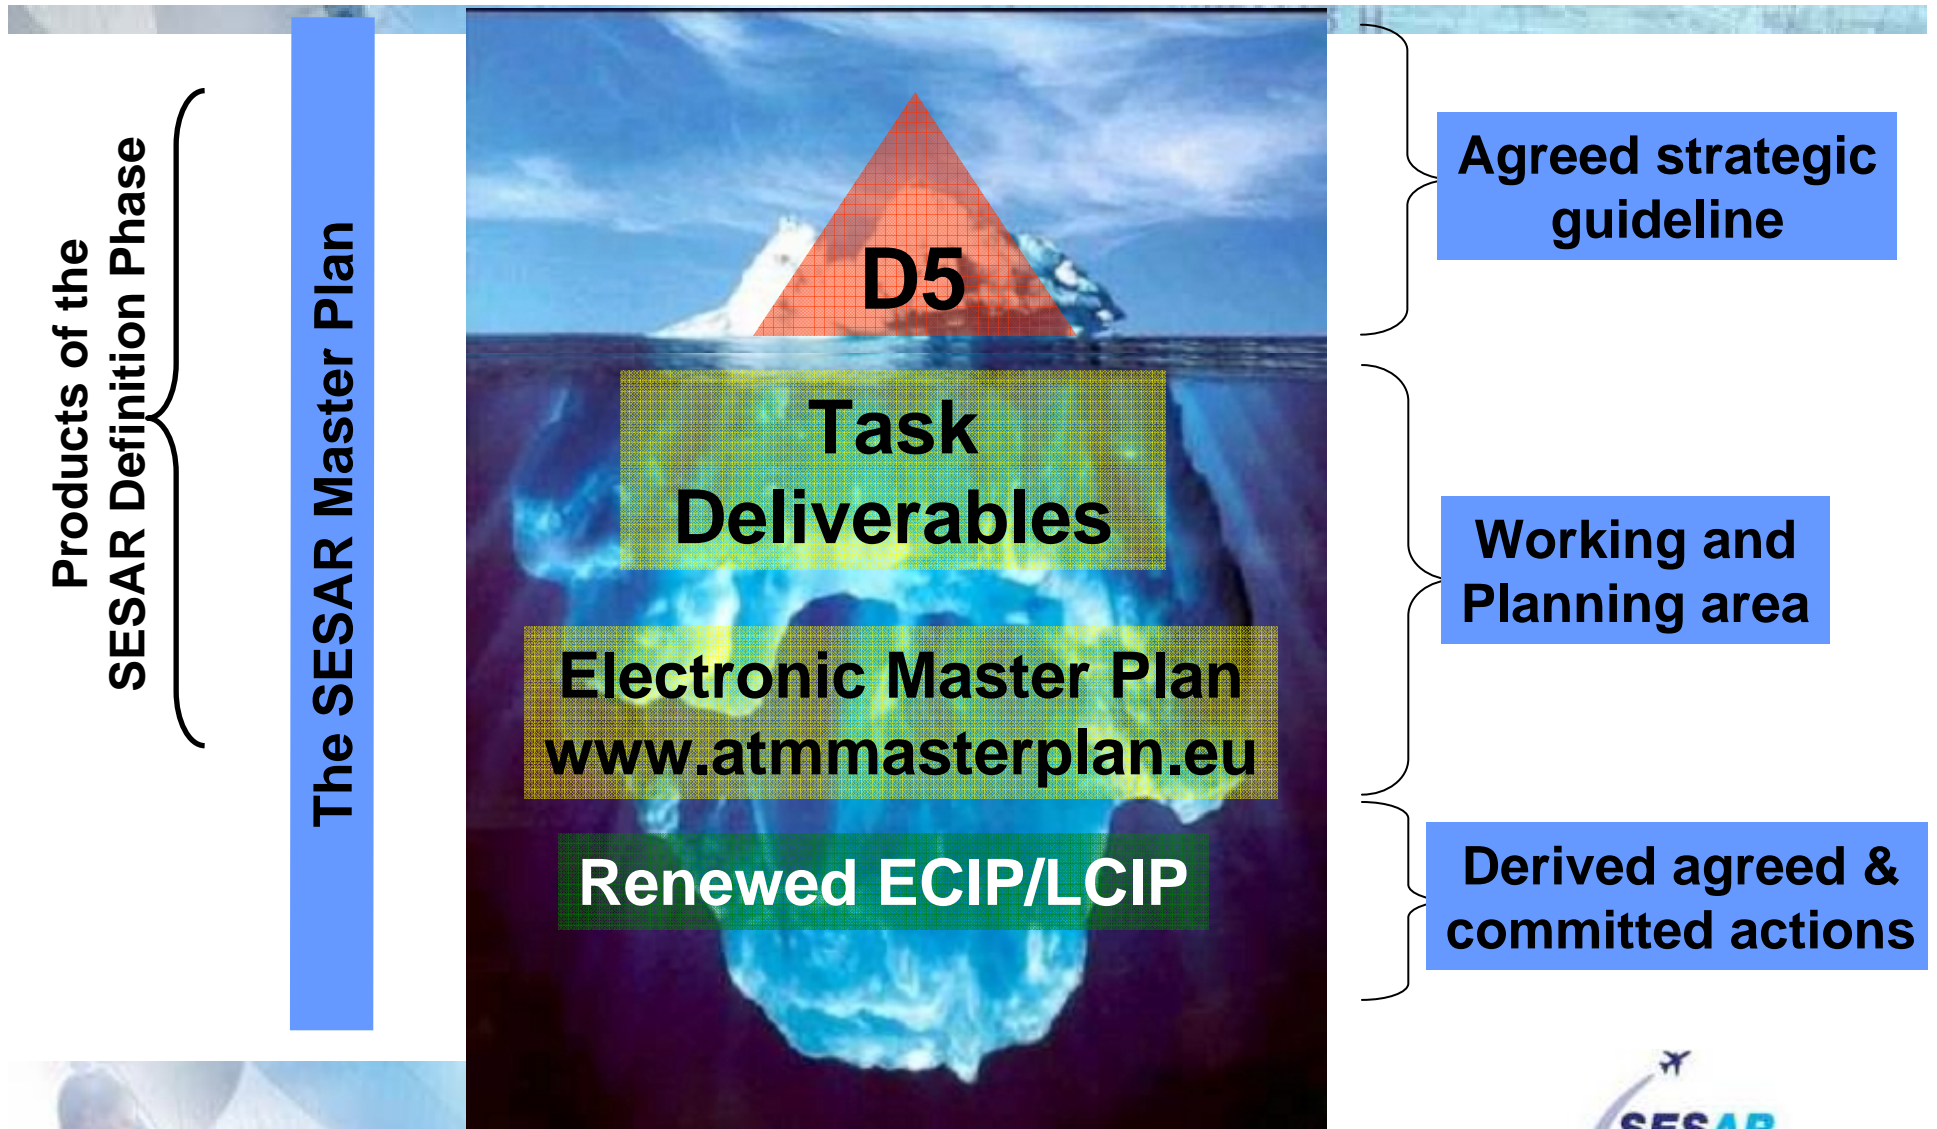 Products of the
SESAR Definition Phase
The SESAR Master Plan
D5
Task
Deliverables
Electronic Master Plan
www.atmmasterplan.eu
Renewed ECIP/LCIP
Agreed strategic
guideline
Working and
Planning area
Derived agreed &
committed actions
SESAR